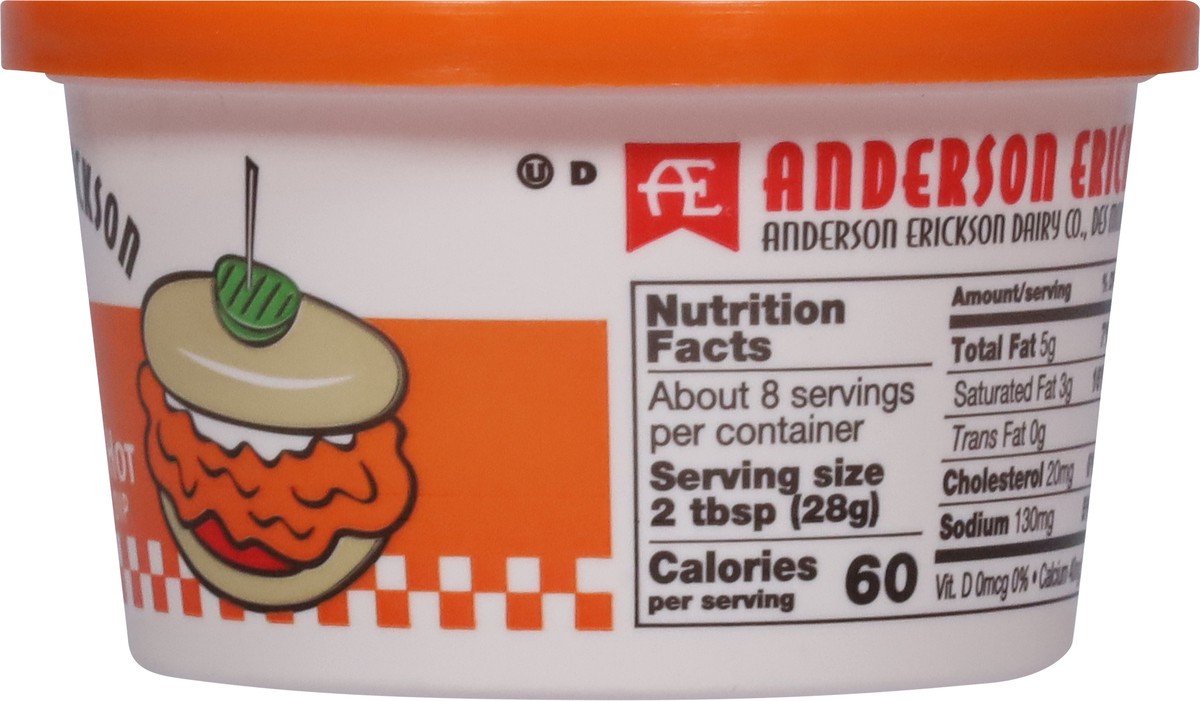 Ⓤ D
AE
ANDERSON
ANDERSON ERICKSON DAIRY CO., DES
Nutrition
Facts
About 8 servings
per container
Serving size
2 tbsp (28g)
Calories
per serving
60
Amount/serving
Total Fat 5g
Saturated Fat 3g
Trans Fat 0g
Cholesterol 20mg
Sodium 130mg
Vit. D 0mcg 0% • Calcium